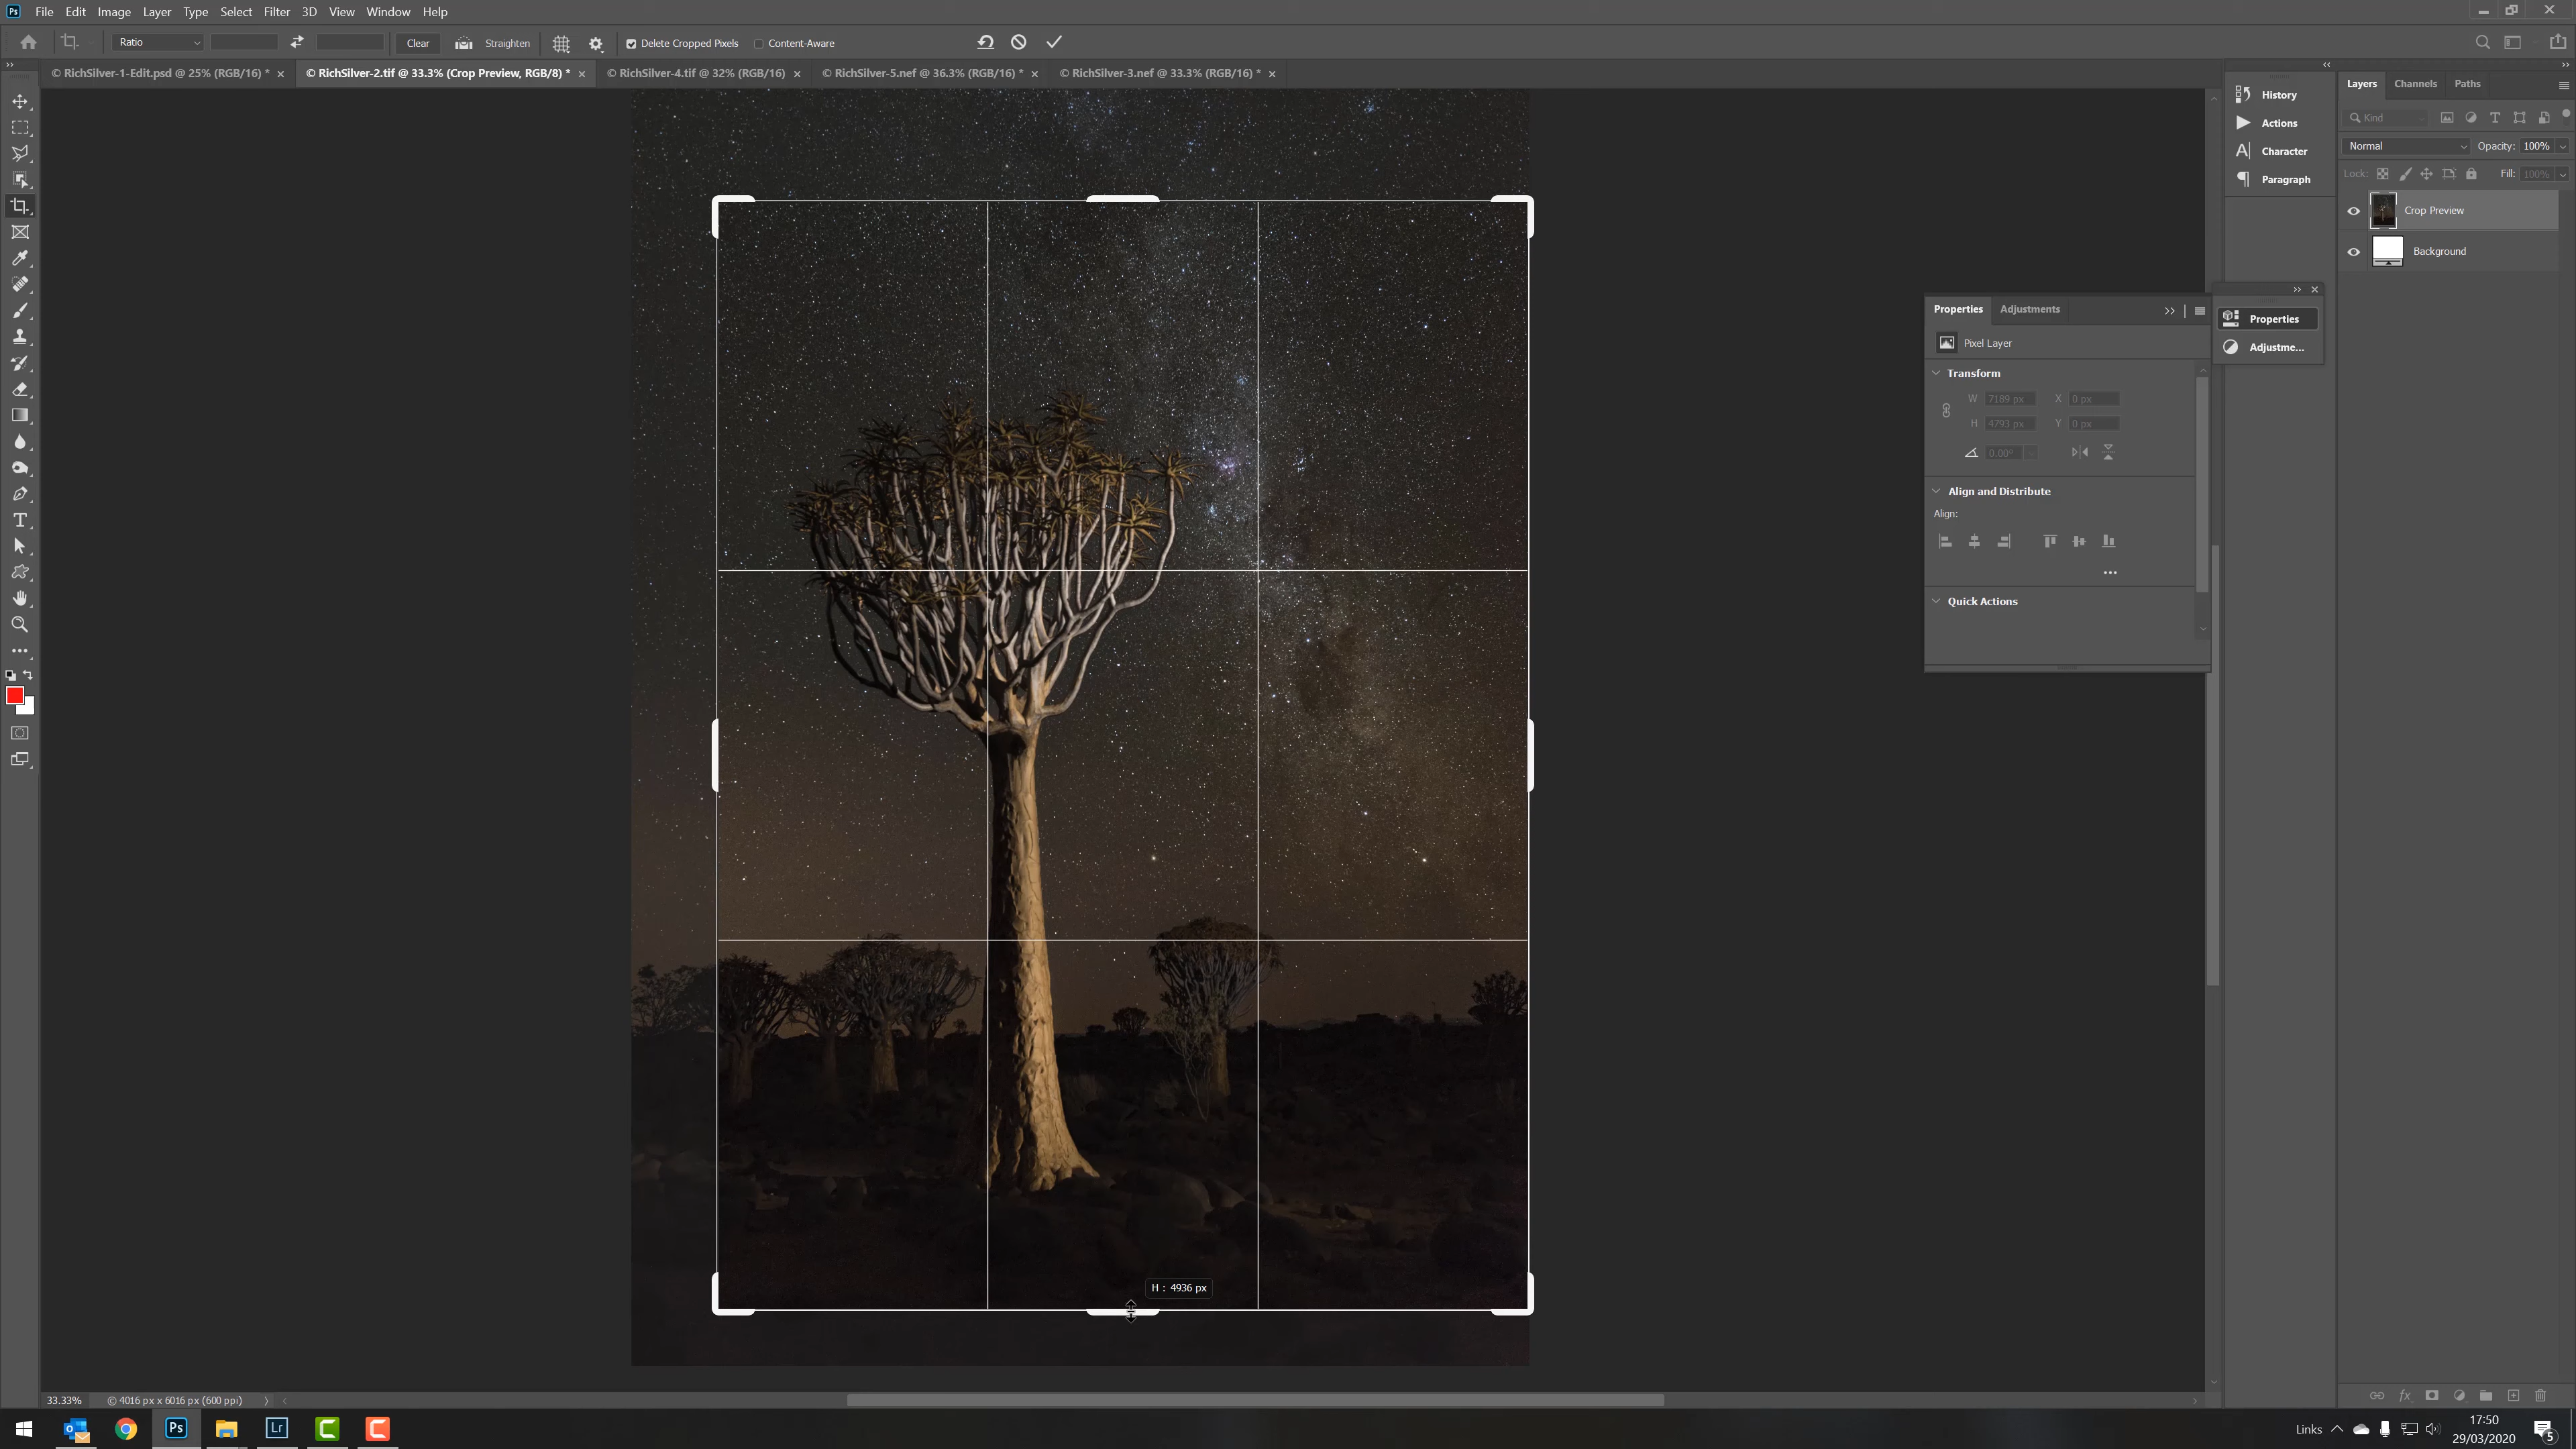 Ps File Edit Image Layer Type Select Filter 3D View Window Help
Ratio Clear Straighten Delete Cropped Pixels Content-Aware
© RichSilver-1-Edit.psd @ 25% (RGB/16) * × © RichSilver-2.tif @ 33.3% (Crop Preview, RGB/8) * × © RichSilver-4.tif @ 32% (RGB/16) × © RichSilver-5.nef @ 36.3% (RGB/16) * × © RichSilver-3.nef @ 33.3% (RGB/16) * ×
History
Actions
Character
Paragraph
Layers Channels Paths
Kind
Normal Opacity: 100%
Lock: Fill: 100%
Crop Preview
Background
Properties Adjustments
Properties
Adjustme...
Pixel Layer
Transform
W 7189 px X 0 px
H 4793 px Y 0 px
0.00°
Align and Distribute
Align:
Quick Actions
H : 4936 px
33.33% © 4016 px x 6016 px (600 ppi)
Ps Lr
Links
17:50
29/03/2020
5